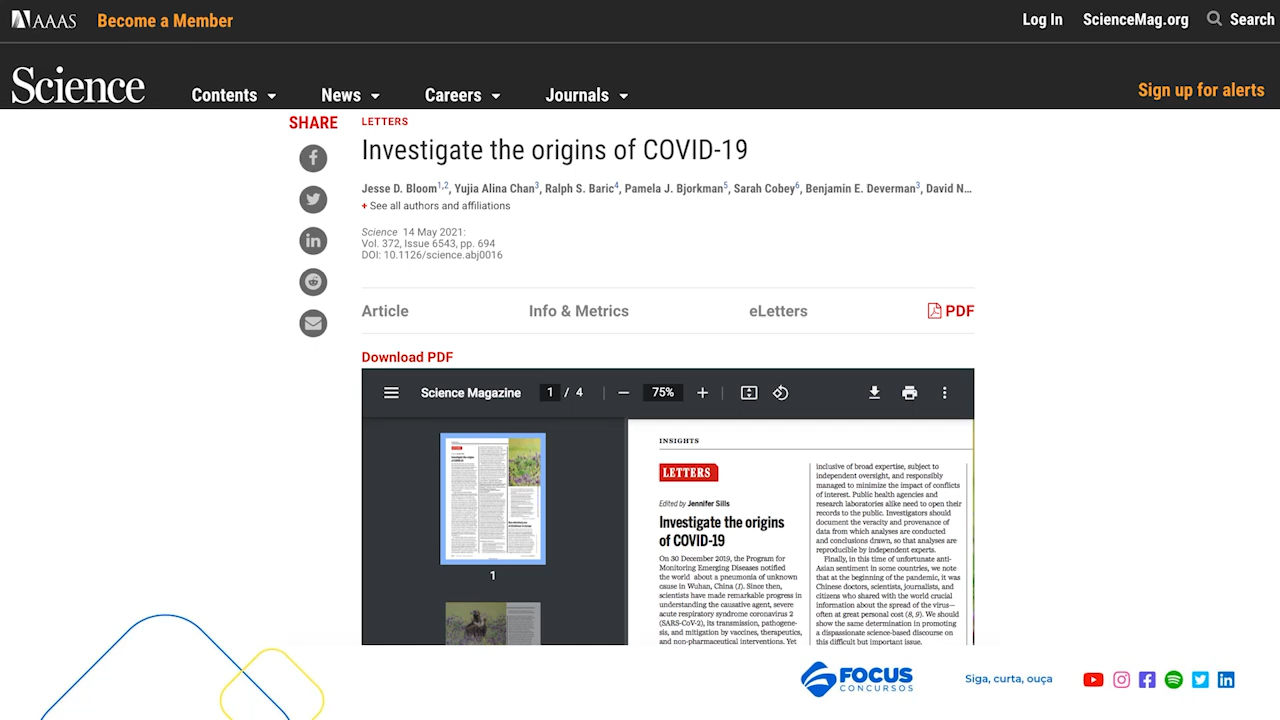 AAAS Become a Member Log In ScienceMag.org Search
Science Contents News Careers Journals Sign up for alerts
SHARE
LETTERS
Investigate the origins of COVID-19
Jesse D. Bloom1,2, Yujia Alina Chan3, Ralph S. Baric4, Pamela J. Bjorkman5, Sarah Cobey6, Benjamin E. Deverman3, David N...
+ See all authors and affiliations
Science 14 May 2021:
Vol. 372, Issue 6543, pp. 694
DOI: 10.1126/science.abj0016
Article Info & Metrics eLetters PDF
Download PDF
Science Magazine 1 / 4 75%
1
INSIGHTS
LETTERS
Edited by Jennifer Sills
Investigate the origins
of COVID-19
On 30 December 2019, the Program for
Monitoring Emerging Diseases notified
the world about a pneumonia of unknown
cause in Wuhan, China (1). Since then,
scientists have made remarkable progress in
understanding the causative agent, severe
acute respiratory syndrome coronavirus 2
(SARS-CoV-2), its transmission, pathogene-
sis, and mitigation by vaccines, therapeutics,
and non-pharmaceutical interventions. Yet
inclusive of broad expertise, subject to
independent oversight, and responsibly
managed to minimize the impact of conflicts
of interest. Public health agencies and
research laboratories alike need to open their
records to the public. Investigators should
document the veracity and provenance of
data from which analyses are conducted
and conclusions drawn, so that analyses are
reproducible by independent experts.
Finally, in this time of unfortunate anti-
Asian sentiment in some countries, we note
that at the beginning of the pandemic, it was
Chinese doctors, scientists, journalists, and
citizens who shared with the world crucial
information about the spread of the virus—
often at great personal cost (8, 9). We should
show the same determination in promoting
a dispassionate science-based discourse on
this difficult but important issue.
FOCUS
CONCURSOS
Siga, curta, ouça